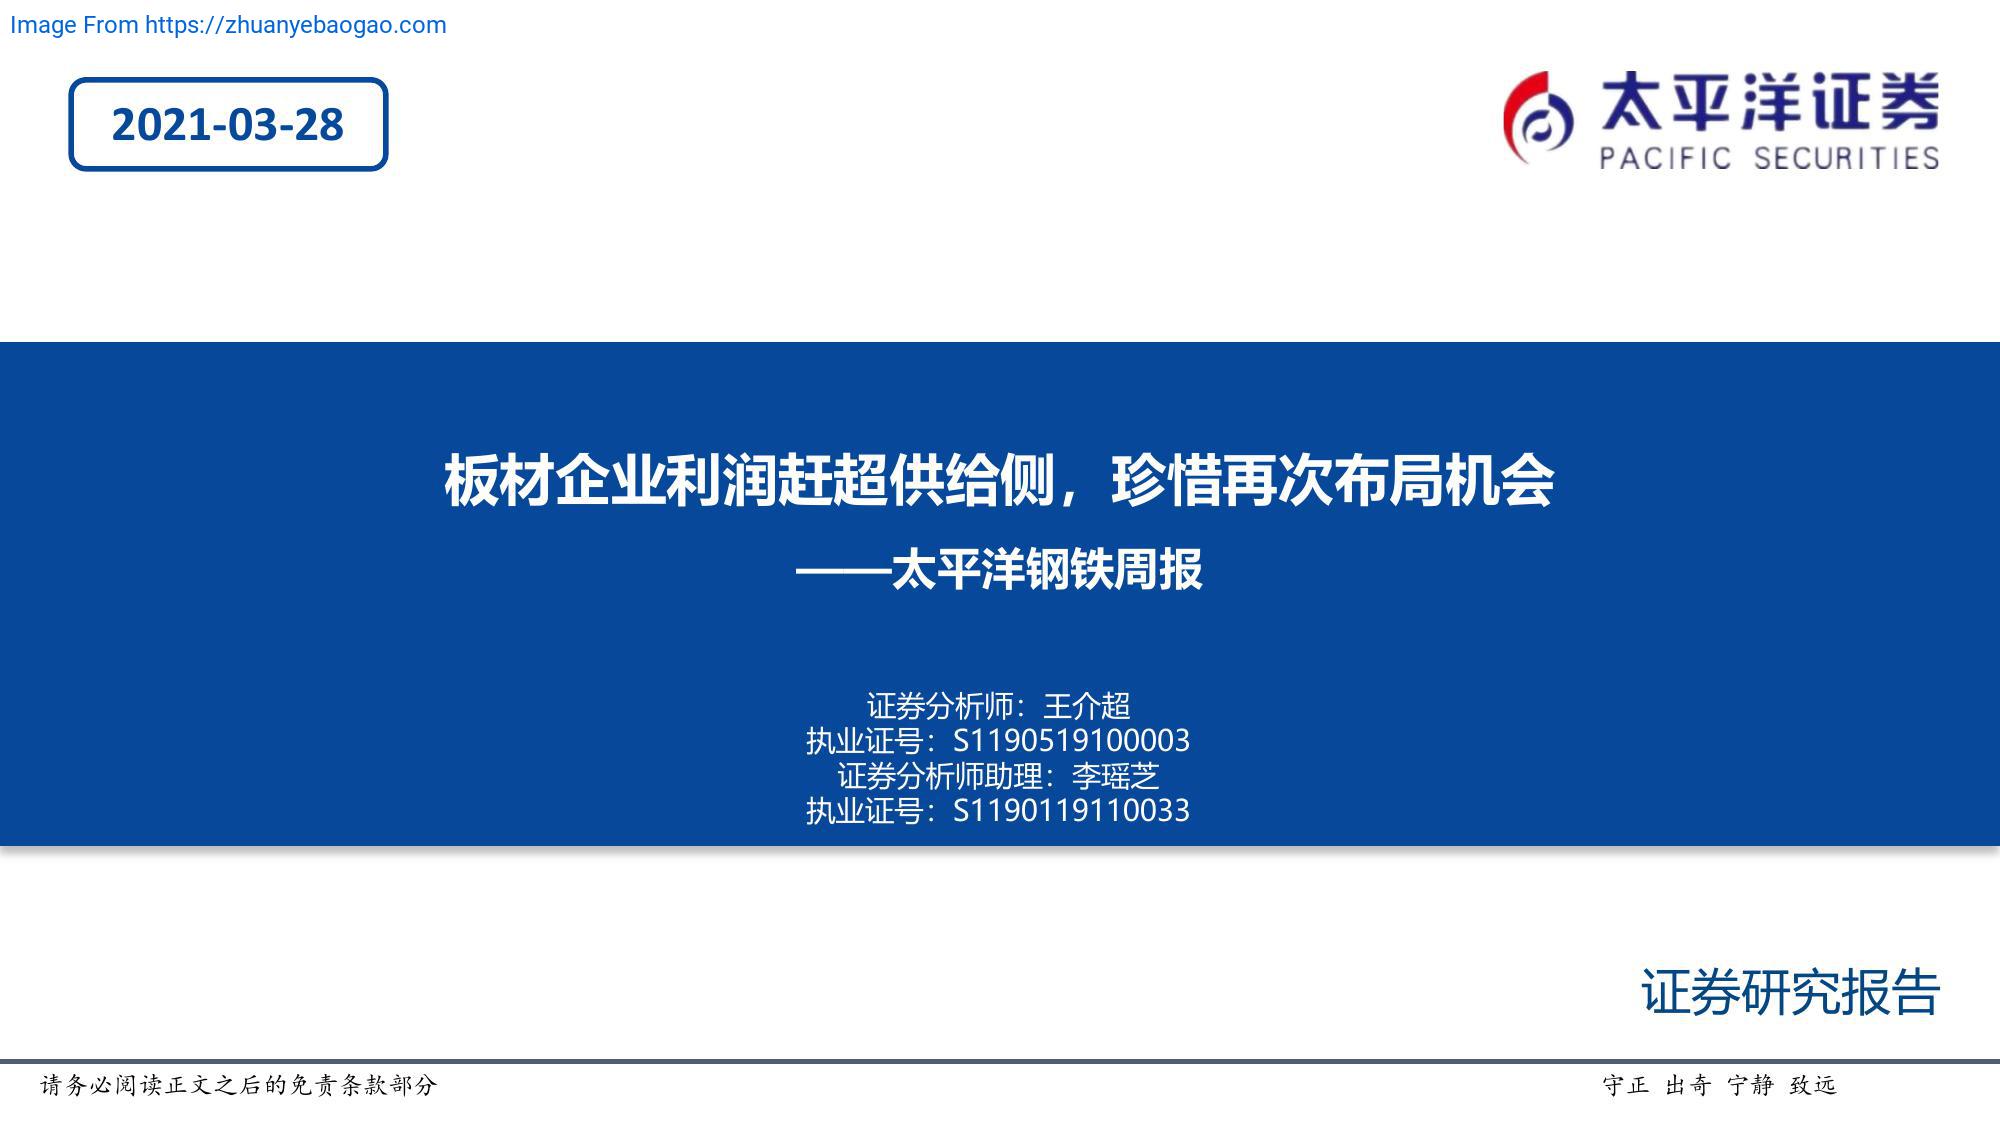 Image From https://zhuanyebaogao.com
2021-03-28
太平洋证券
PACIFIC SECURITIES
板材企业利润赶超供给侧，珍惜再次布局机会
——太平洋钢铁周报
证券分析师：王介超
执业证号：S1190519100003
证券分析师助理：李瑶芝
执业证号：S1190119110033
证券研究报告
请务必阅读正文之后的免责条款部分
守正 出奇 宁静 致远